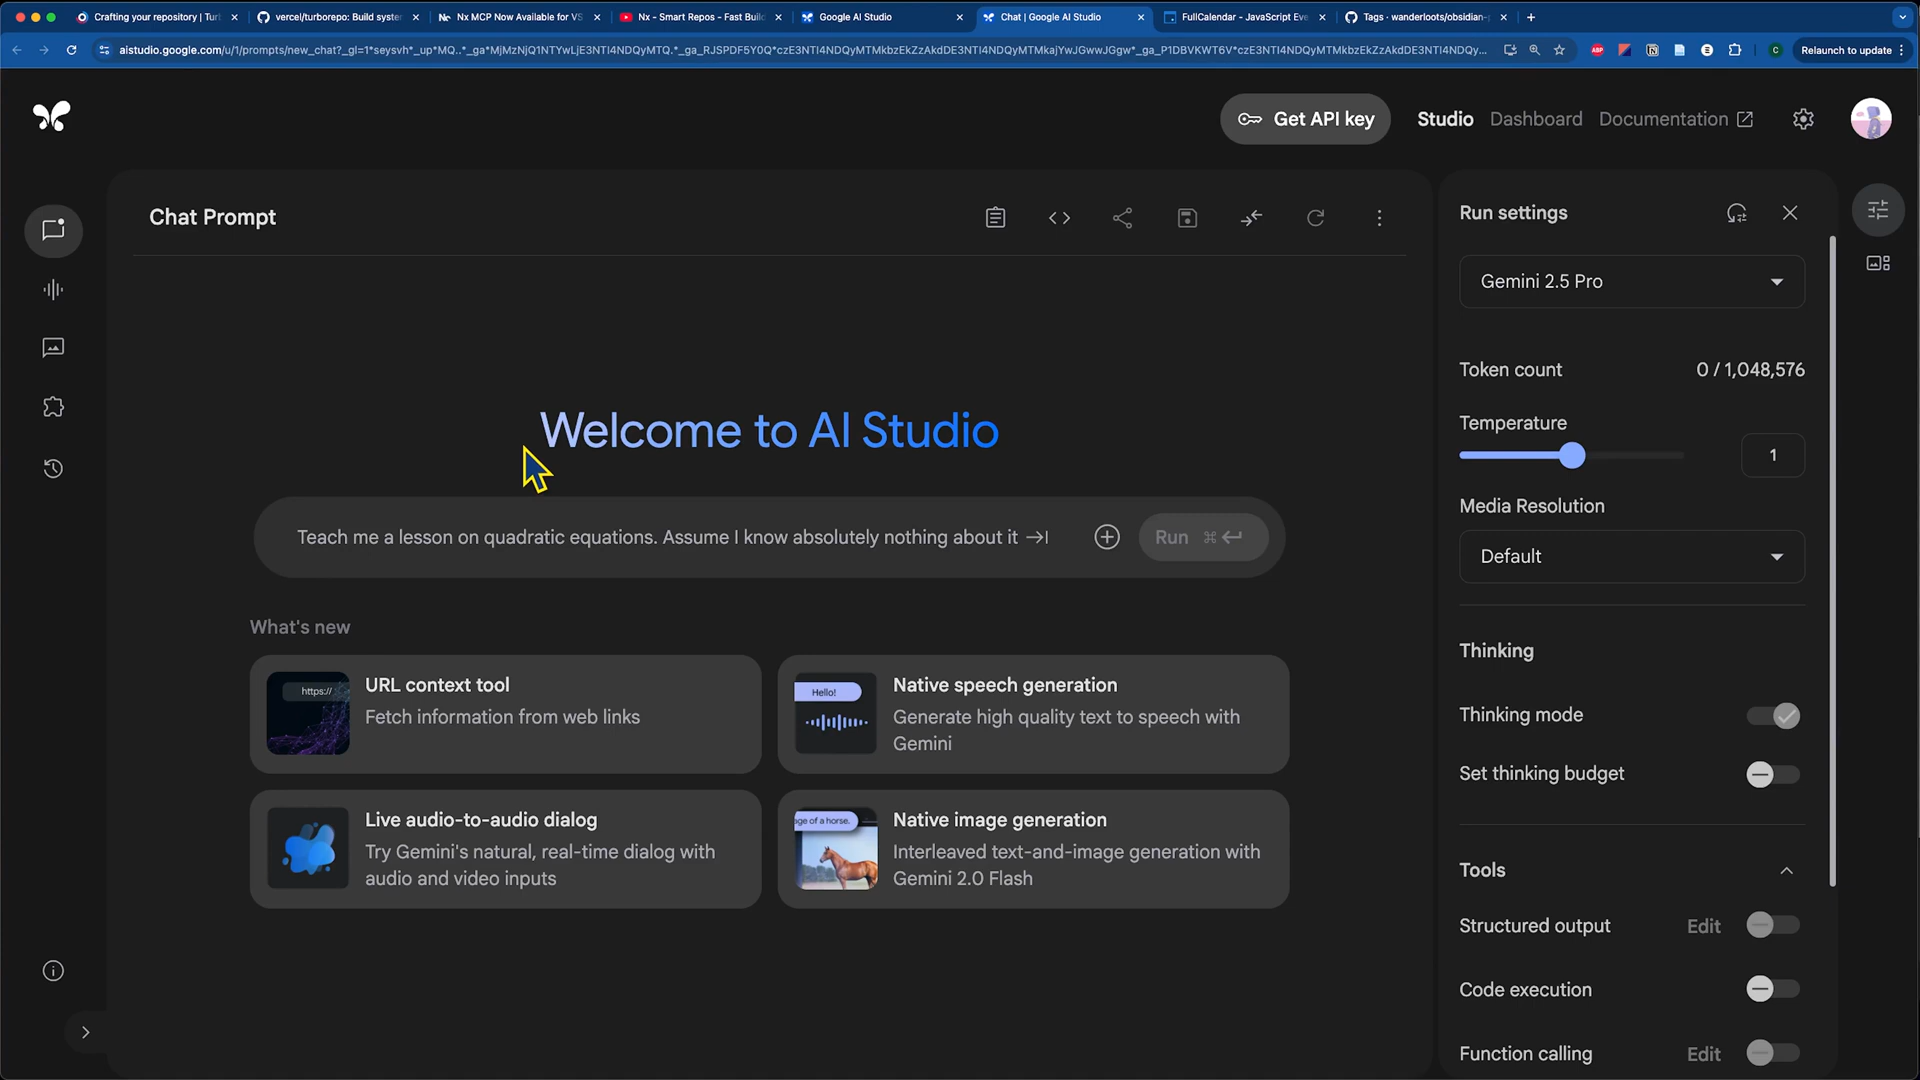 Crafting your repository | Tur
vercel/turborepo: Build syster
Nx MCP Now Available for VS
Nx - Smart Repos - Fast Build
Google AI Studio
Chat | Google AI Studio
FullCalendar - JavaScript Eve
Tags · wanderloots/obsidian-
Relaunch to update
Get API key
Studio
Dashboard
Documentation
Chat Prompt
Welcome to AI Studio
Teach me a lesson on quadratic equations. Assume I know absolutely nothing about it
Run ⌘
What's new
https://
URL context tool
Fetch information from web links
Hello!
Native speech generation
Generate high quality text to speech with
Gemini
Live audio-to-audio dialog
Try Gemini's natural, real-time dialog with
audio and video inputs
age of a horse.
Native image generation
Interleaved text-and-image generation with
Gemini 2.0 Flash
Run settings
Gemini 2.5 Pro
Token count 0 / 1,048,576
Temperature
1
Media Resolution
Default
Thinking
Thinking mode
Set thinking budget
Tools
Structured output Edit
Code execution
Function calling Edit